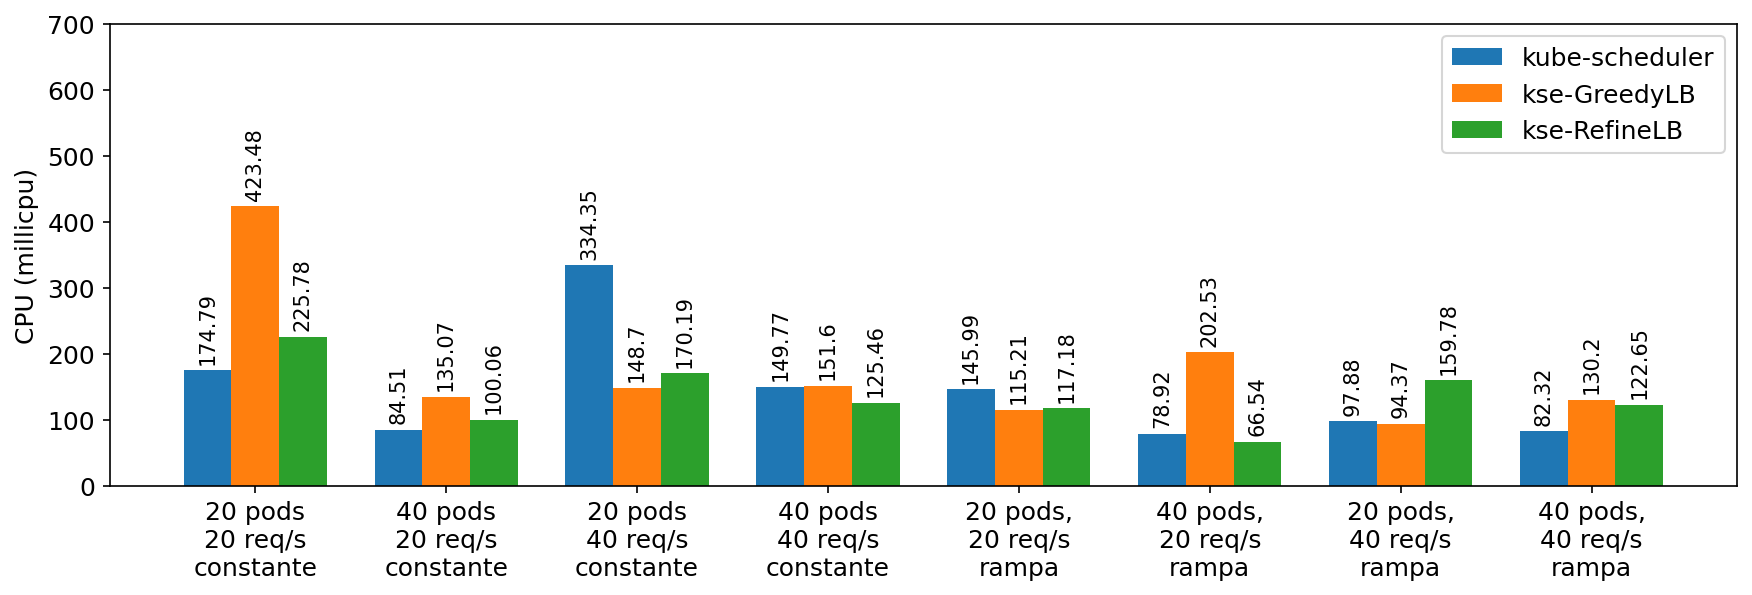 700
600
500
400
300
200
100
0
CPU (millicpu)
kube-scheduler
kse-GreedyLB
kse-RefineLB
174.79
423.48
225.78
84.51
135.07
100.06
334.35
148.7
170.19
149.77
151.6
125.46
145.99
115.21
117.18
78.92
202.53
66.54
97.88
94.37
159.78
82.32
130.2
122.65
20 pods
20 req/s
constante
40 pods
20 req/s
constante
20 pods
40 req/s
constante
40 pods
40 req/s
constante
20 pods,
20 req/s
rampa
40 pods,
20 req/s
rampa
20 pods,
40 req/s
rampa
40 pods,
40 req/s
rampa